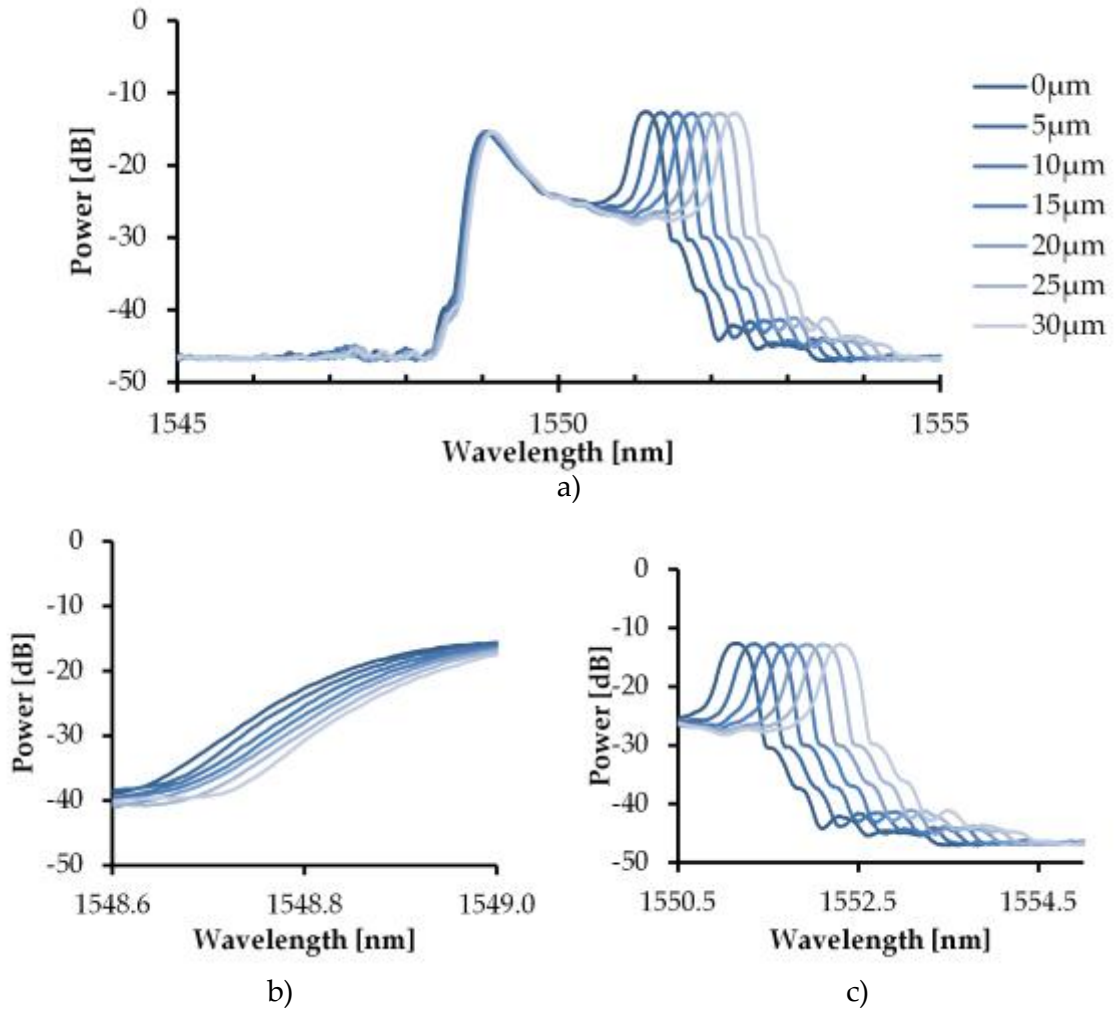 0
-10
-20
-30
-40
-50
Power [dB]
1545
1550
1555
Wavelength [nm]
0μm
5μm
10μm
15μm
20μm
25μm
30μm
a)
0
-10
-20
-30
-40
-50
Power [dB]
1548.6
1548.8
1549.0
Wavelength [nm]
b)
0
-10
-20
-30
-40
-50
Power [dB]
1550.5
1552.5
1554.5
Wavelength [nm]
c)